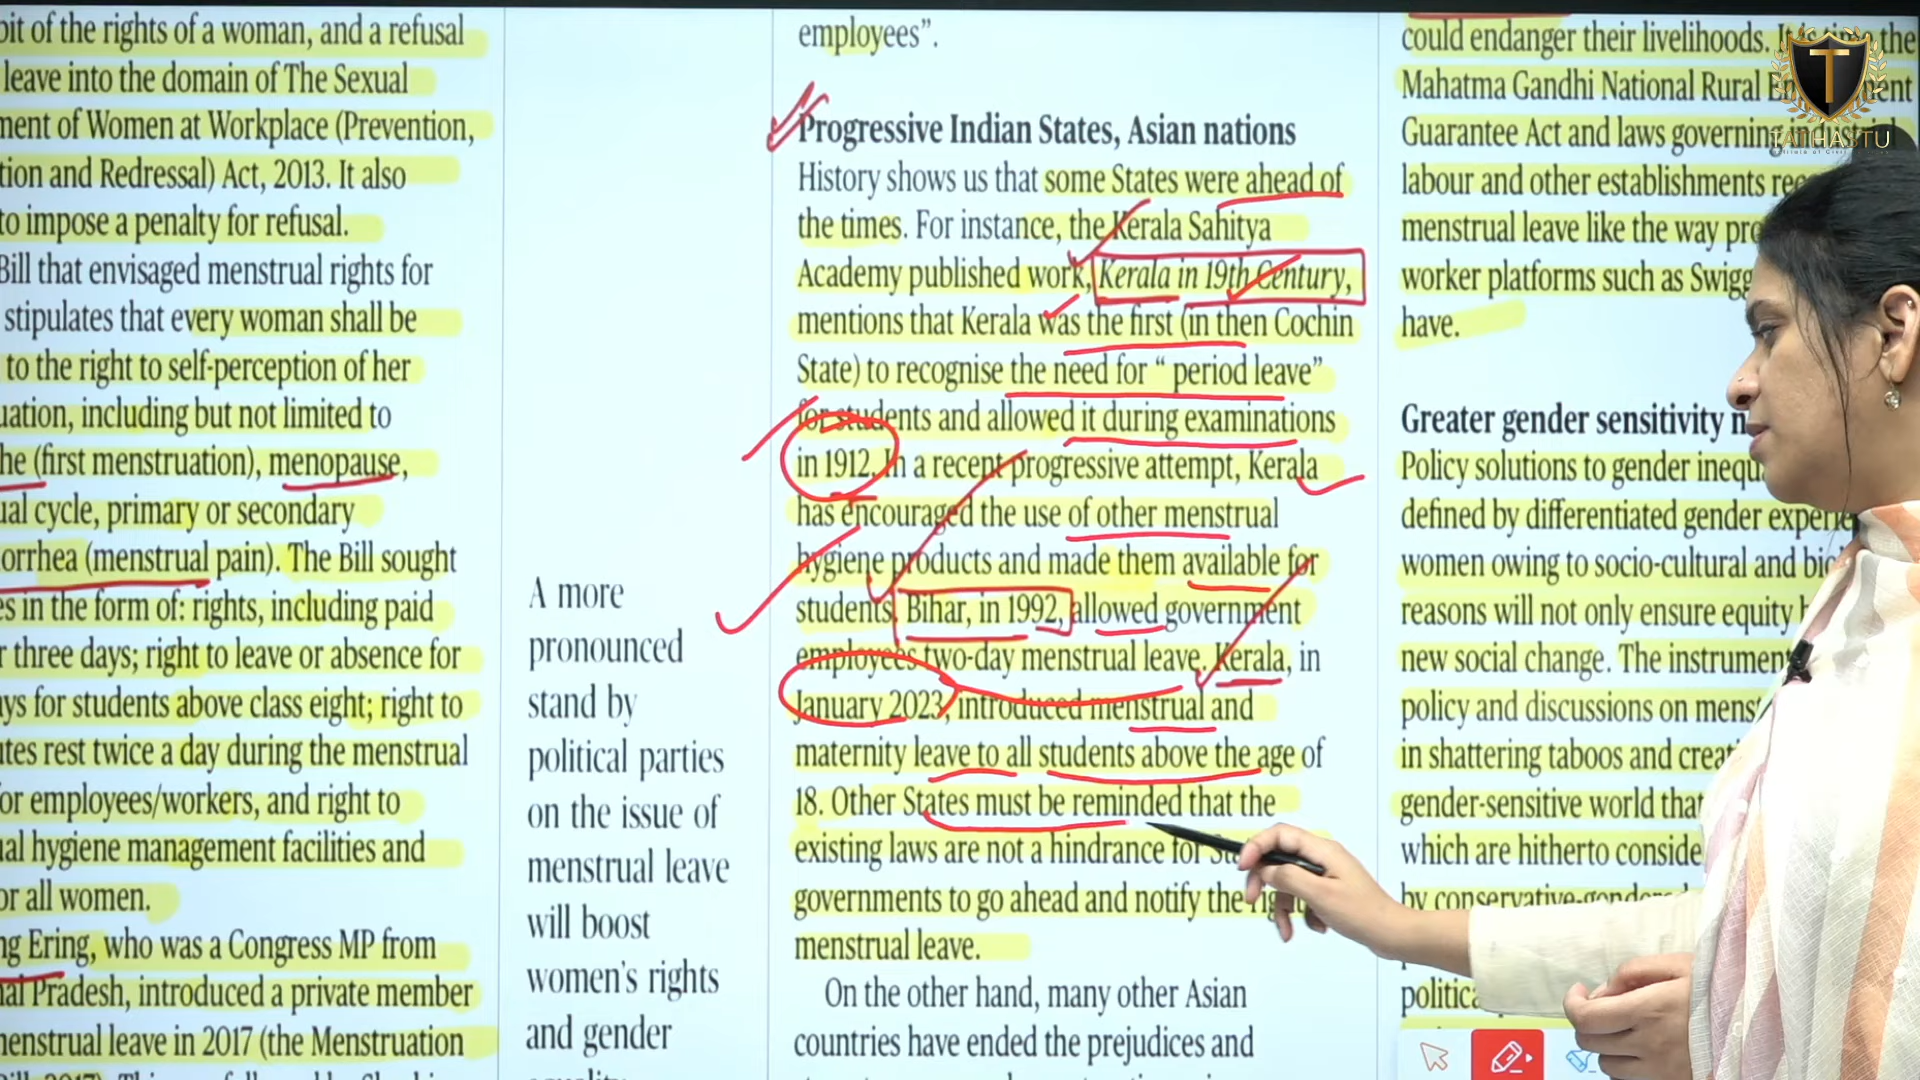 bit of the rights of a woman, and a refusal
leave into the domain of The Sexual
ment of Women at Workplace (Prevention,
tion and Redressal) Act, 2013. It also
to impose a penalty for refusal.
Bill that envisaged menstrual rights for
stipulates that every woman shall be
to the right to self-perception of her
uation, including but not limited to
he (first menstruation), menopause,
ual cycle, primary or secondary
orrhea (menstrual pain). The Bill sought
es in the form of: rights, including paid
r three days; right to leave or absence for
ays for students above class eight; right to
utes rest twice a day during the menstrual
for employees/workers, and right to
ual hygiene management facilities and
or all women.
ng Ering, who was a Congress MP from
hal Pradesh, introduced a private member
menstrual leave in 2017 (the Menstruation
A more
pronounced
stand by
political parties
on the issue of
menstrual leave
will boost
women's rights
and gender
employees”.
Progressive Indian States, Asian nations
History shows us that some States were ahead of
the times. For instance, the Kerala Sahitya
Academy published work, Kerala in 19th Century,
mentions that Kerala was the first (in then Cochin
State) to recognise the need for “ period leave”
for students and allowed it during examinations
in 1912. In a recent progressive attempt, Kerala
has encouraged the use of other menstrual
hygiene products and made them available for
students. Bihar, in 1992, allowed government
employees two-day menstrual leave. Kerala, in
January 2023, introduced menstrual and
maternity leave to all students above the age of
18. Other States must be reminded that the
existing laws are not a hindrance for
governments to go ahead and notify the
menstrual leave.
On the other hand, many other Asian
countries have ended the prejudices and
could endanger their livelihoods. the
Mahatma Gandhi National Rural
Guarantee Act and laws governing
labour and other establishments
menstrual leave like the way
worker platforms such as
have.
Greater gender sensitivity
Policy solutions to gender
defined by differentiated gender
women owing to socio-cultural and
reasons will not only ensure equity
new social change. The
policy and discussions on
in shattering taboos and
gender-sensitive world that
which are hitherto
by
T
TATHASTU